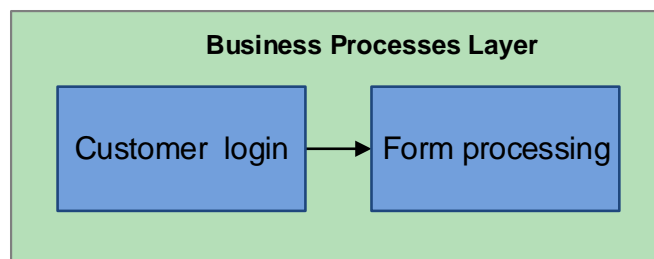 Business Processes Layer
Customer login
Form processing